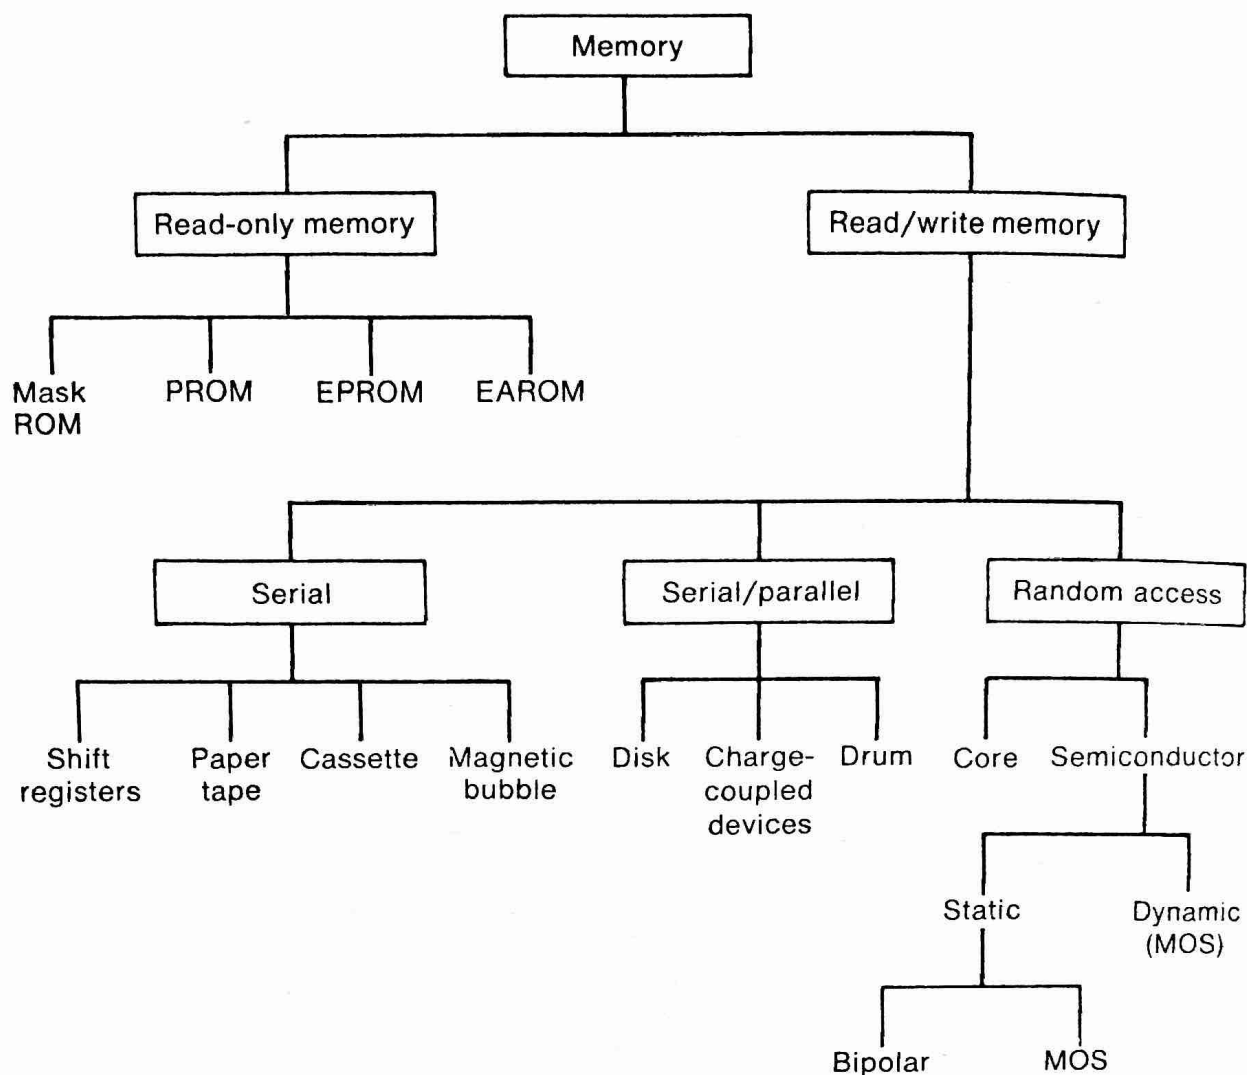 Memory
Read-only memory
Read/write memory
Mask
ROM
PROM
EPROM
EAROM
Serial
Serial/parallel
Random access
Shift
registers
Paper
tape
Cassette
Magnetic
bubble
Disk
Charge-
coupled
devices
Drum
Core
Semiconductor
Static
Dynamic
(MOS)
Bipolar
MOS